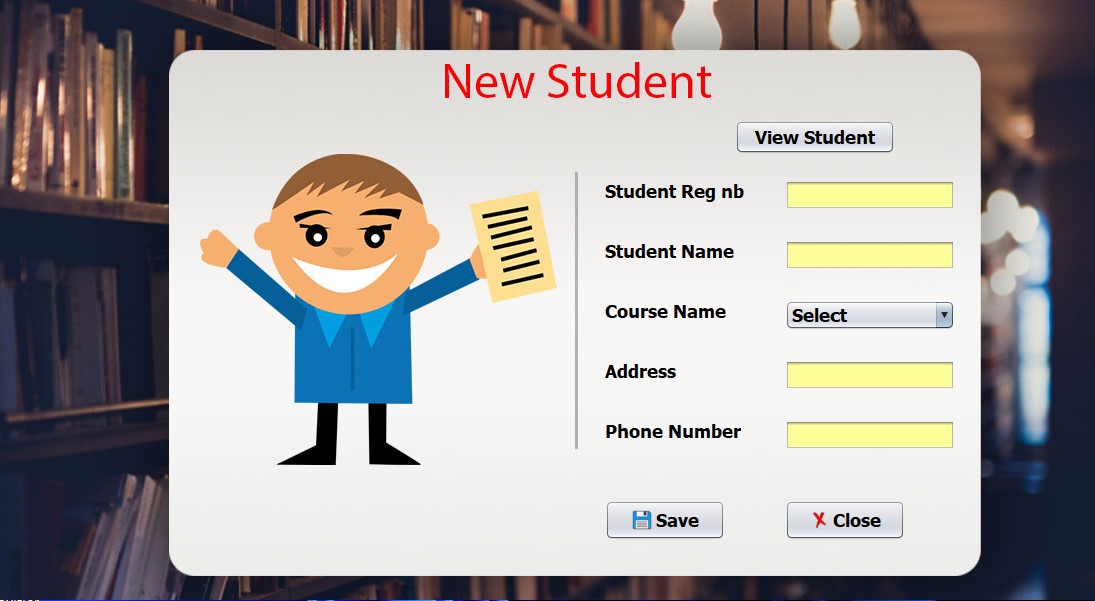 New Student
View Student
Student Reg nb
Student Name
Course Name
Select
Address
Phone Number
Save
Close